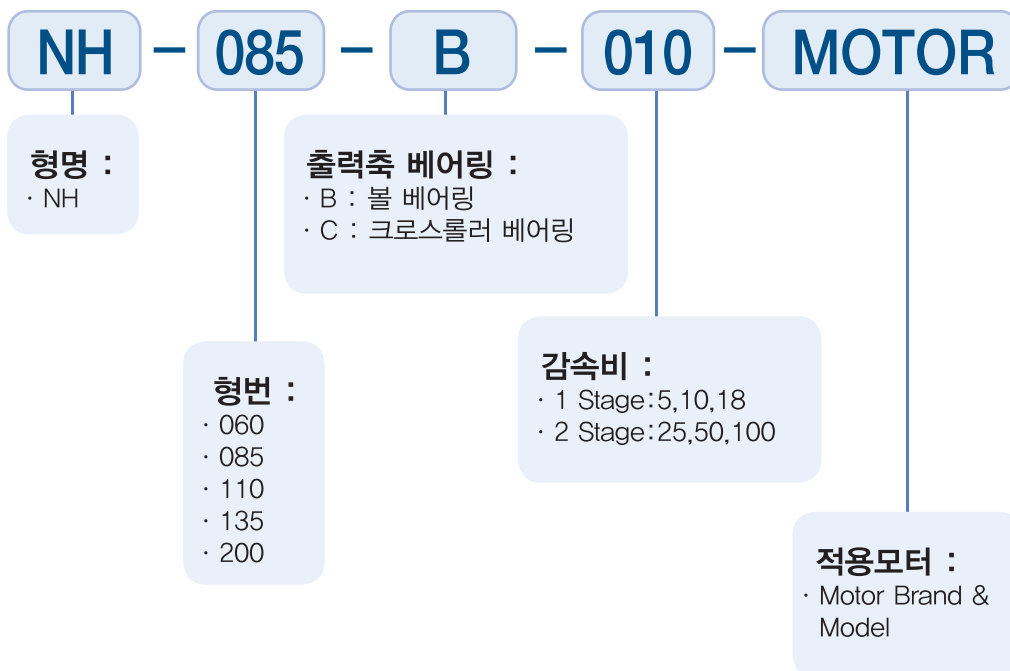 NH - 085 - B - 010 - MOTOR
형명 :
· NH
출력축 베어링 :
· B : 볼 베어링
· C : 크로스롤러 베어링
형번 :
· 060
· 085
· 110
· 135
· 200
감속비 :
· 1 Stage:5,10,18
· 2 Stage:25,50,100
적용모터 :
· Motor Brand &
Model